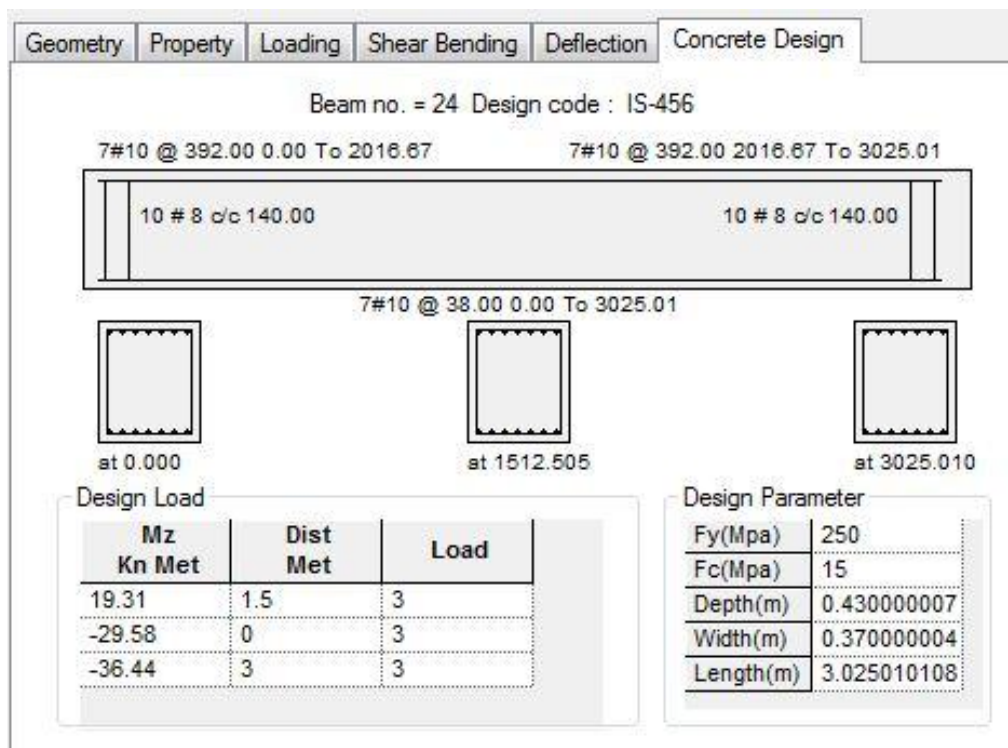 Geometry Property Loading Shear Bending Deflection Concrete Design
Beam no. = 24 Design code : IS-456
7#10 @ 392.00 0.00 To 2016.67 7#10 @ 392.00 2016.67 To 3025.01
10 # 8 c/c 140.00 10 # 8 c/c 140.00
7#10 @ 38.00 0.00 To 3025.01
at 0.000 at 1512.505 at 3025.010
Design Load Design Parameter
Mz Dist Load
Kn Met Met
19.31 1.5 3
-29.58 0 3
-36.44 3 3
Fy(Mpa) 250
Fc(Mpa) 15
Depth(m) 0.430000007
Width(m) 0.370000004
Length(m) 3.025010108